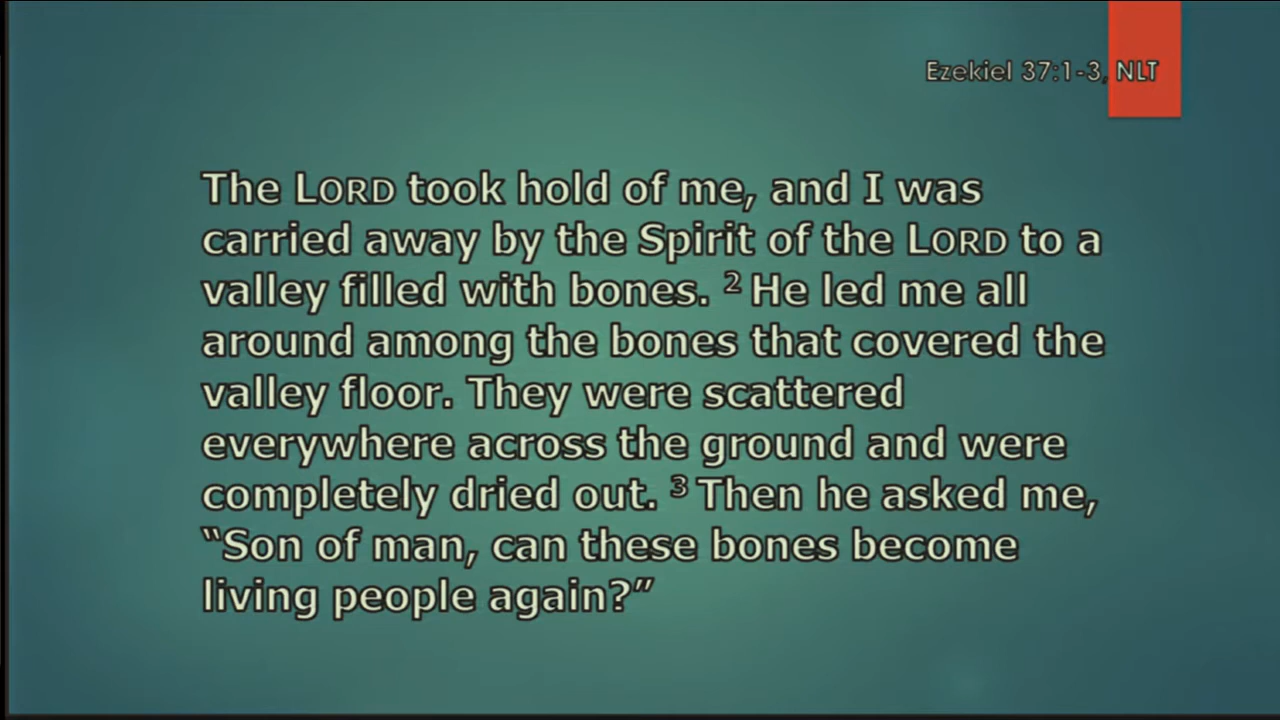 Ezekiel 37:1-3, NLT
The LORD took hold of me, and I was
carried away by the Spirit of the LORD to a
valley filled with bones. ² He led me all
around among the bones that covered the
valley floor. They were scattered
everywhere across the ground and were
completely dried out. ³ Then he asked me,
“Son of man, can these bones become
living people again?”